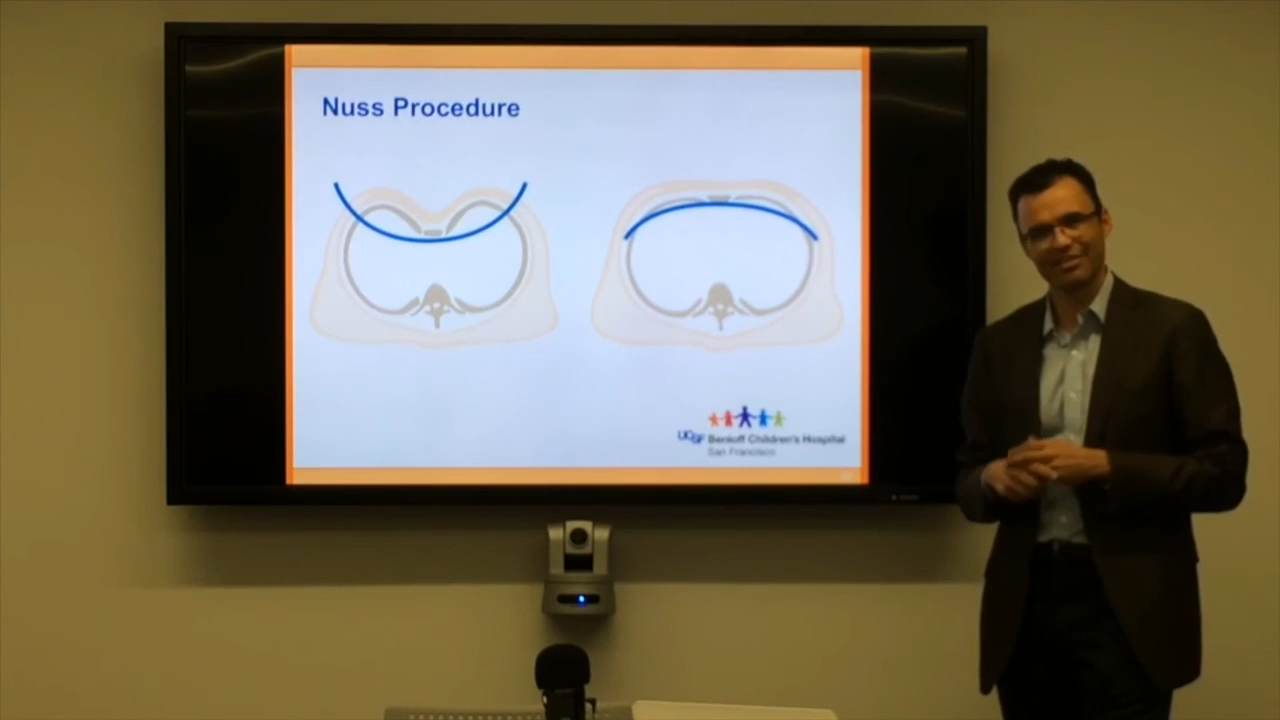 Nuss Procedure
UCSF Benioff Children's Hospital
San Francisco